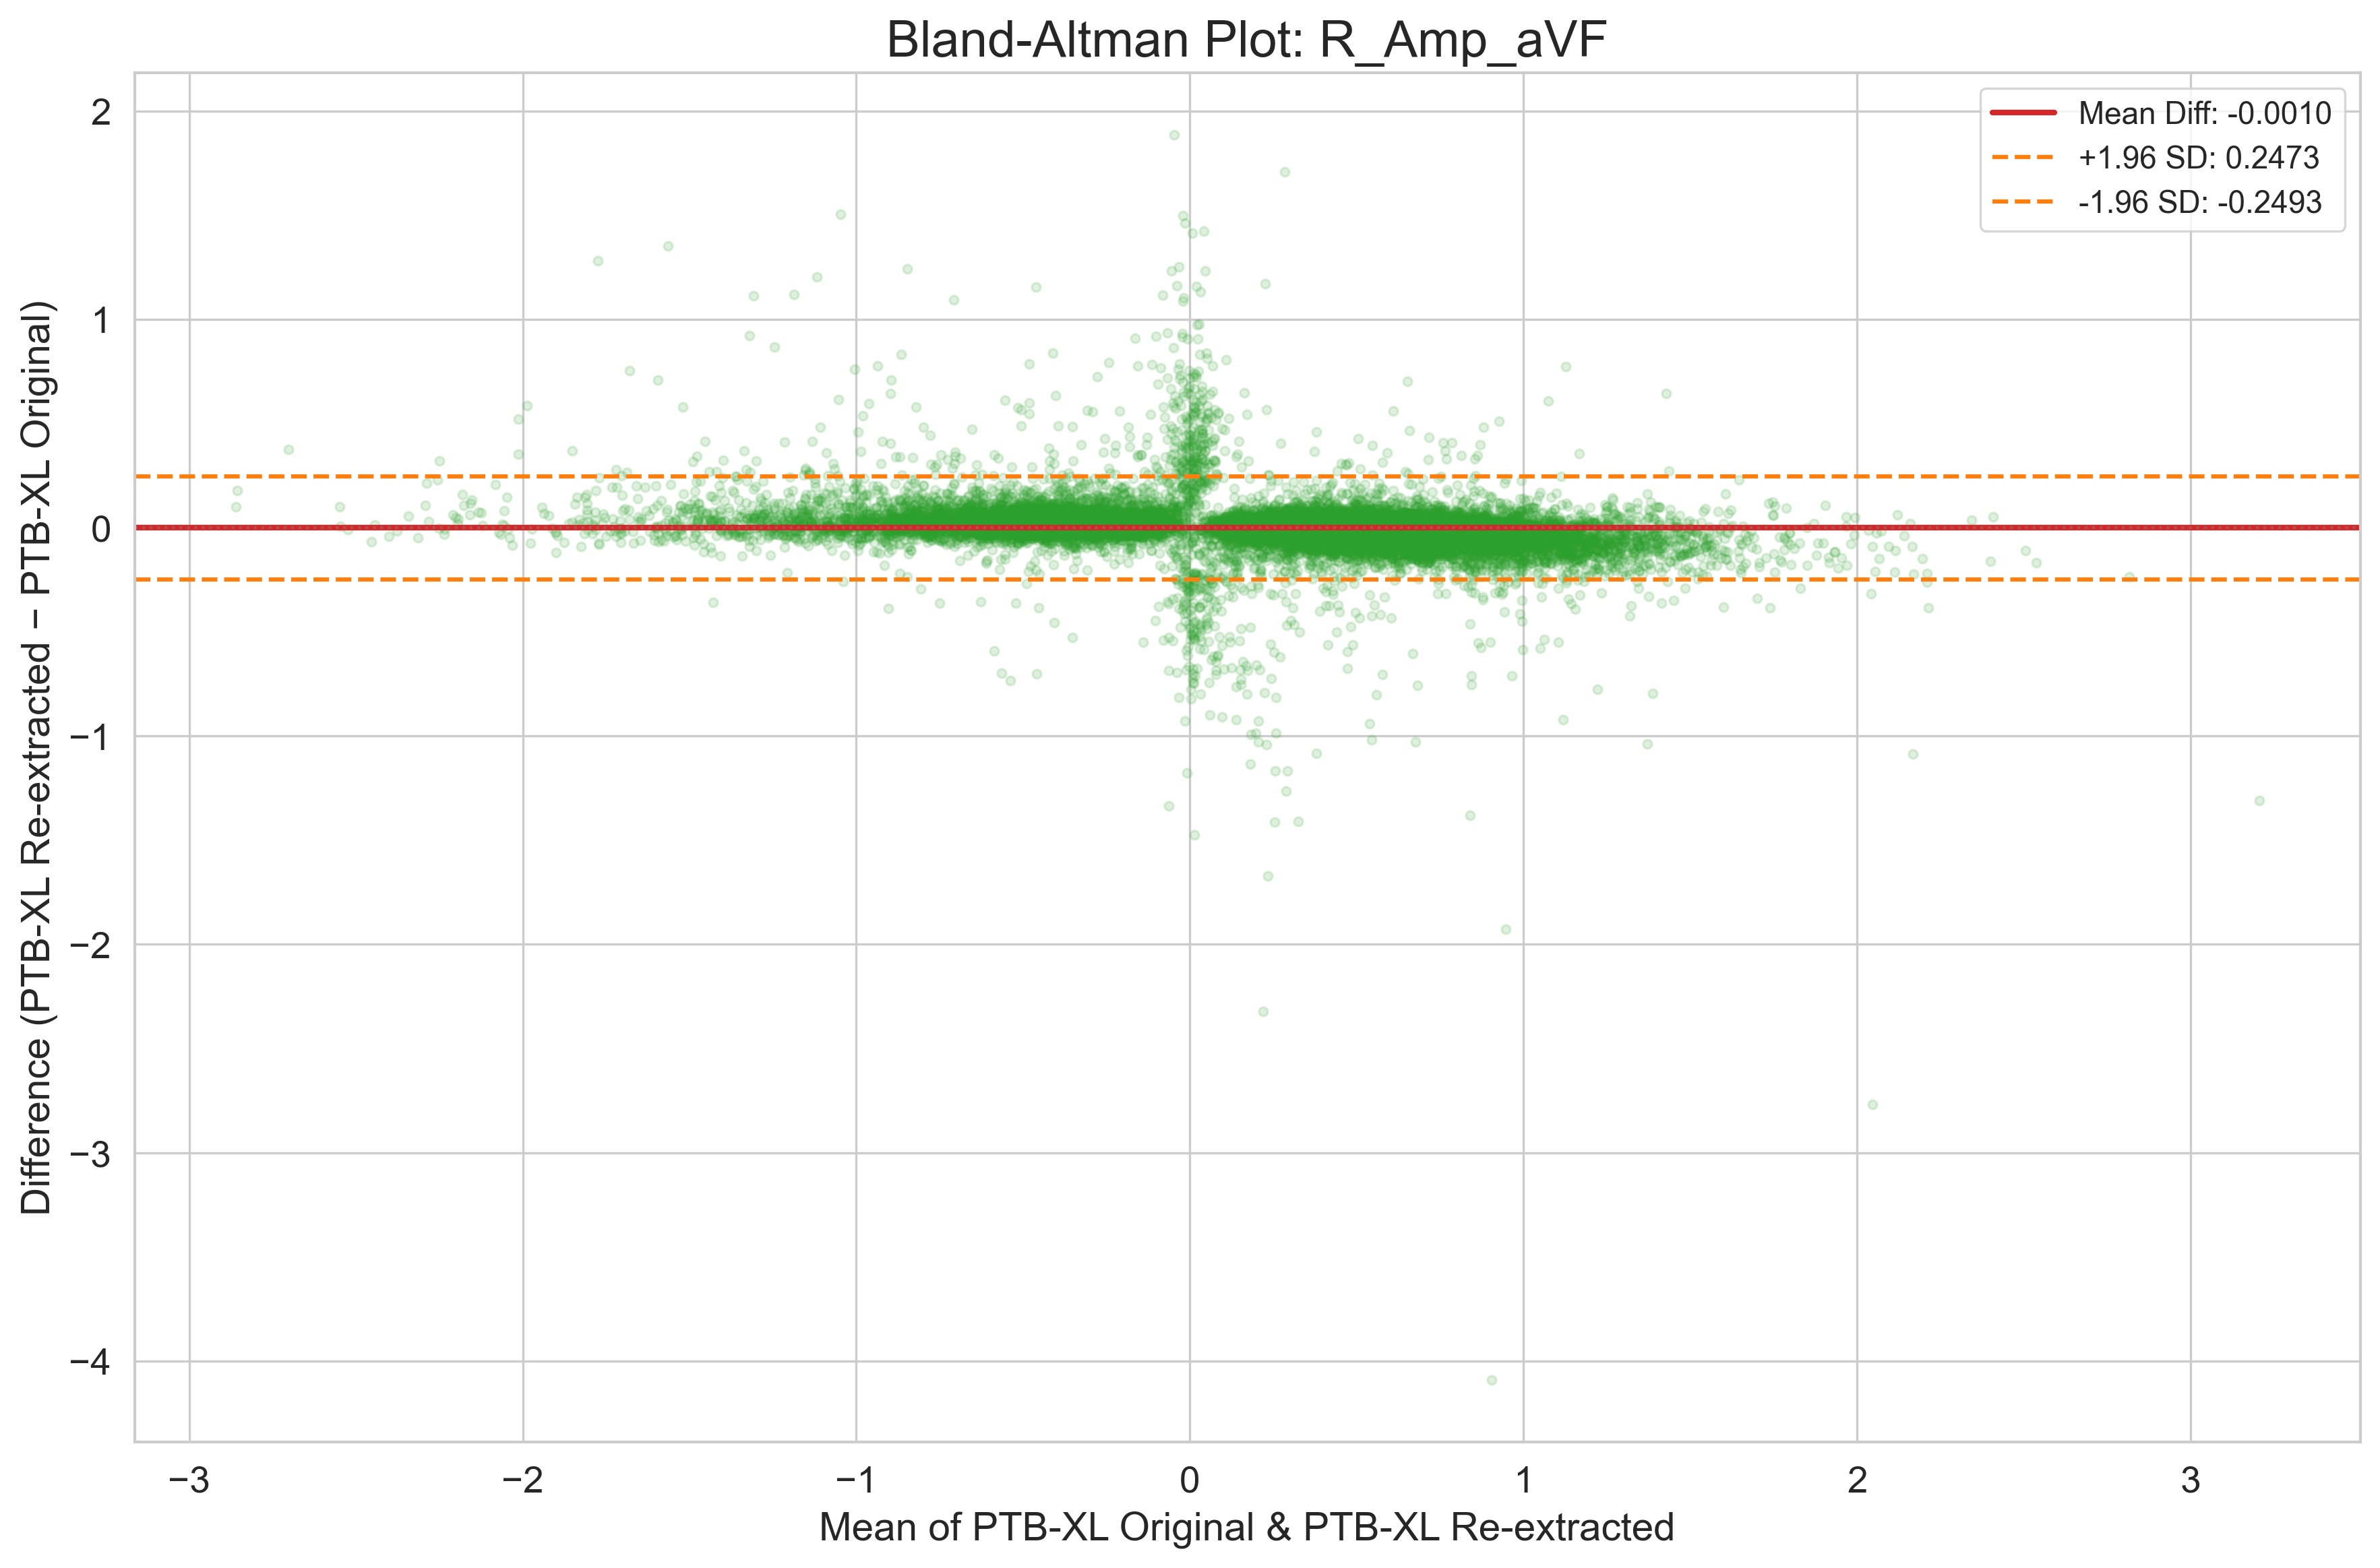 Bland-Altman Plot: R_Amp_aVF
Mean Diff: -0.0010
+1.96 SD: 0.2473
-1.96 SD: -0.2493
Difference (PTB-XL Re-extracted − PTB-XL Original)
2
1
0
−1
−2
−3
−4
−3
−2
−1
0
1
2
3
Mean of PTB-XL Original & PTB-XL Re-extracted